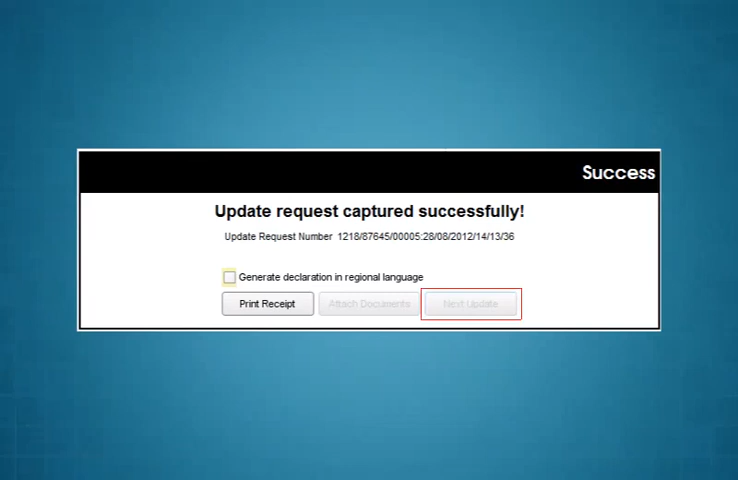 Success
Update request captured successfully!
Update Request Number 1218/87645/00005:28/08/2012/14/13/36
Generate declaration in regional language
Print Receipt Attach Documents Next Update